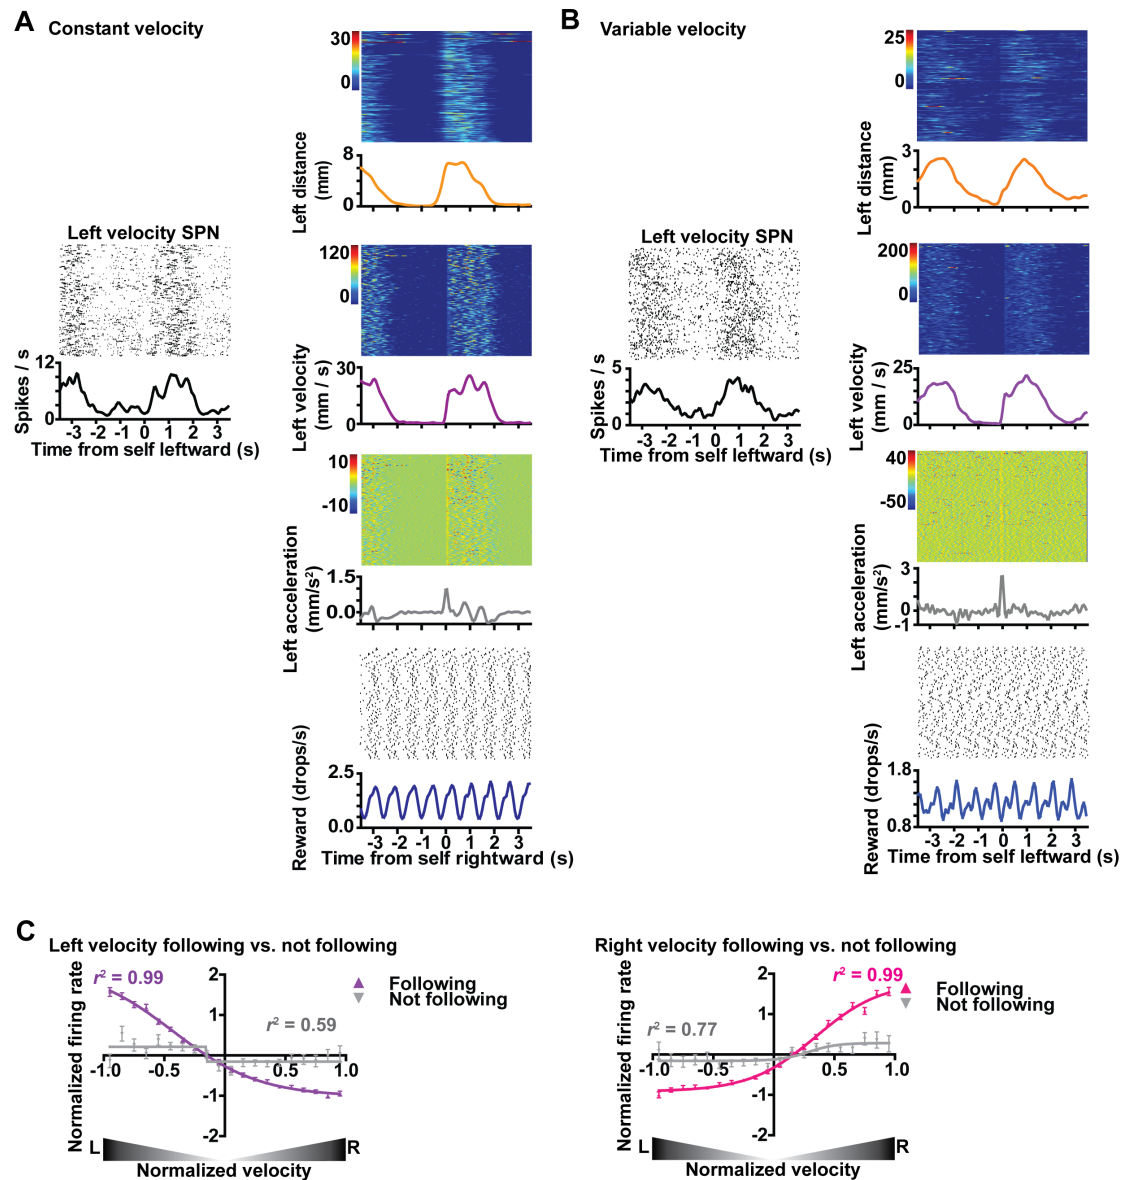 A Constant velocity
30
0
Left distance
(mm)
8
0
Left velocity SPN
Spikes / s
12
0
-3 -2 -1 0 1 2 3
Time from self leftward (s)
120
0
Left velocity
(mm / s)
30
0
10
-10
Left acceleration
(mm/s²)
1.5
0.0
Reward (drops/s)
2.5
0.0
-3 -2 -1 0 1 2 3
Time from self rightward (s)
B Variable velocity
25
0
Left distance
(mm)
3
0
Left velocity SPN
Spikes / s
5
0
-3 -2 -1 0 1 2 3
Time from self leftward (s)
200
0
Left velocity
(mm / s)
25
0
40
-50
Left acceleration
(mm/s²)
3
0
-1
Reward (drops/s)
1.8
0.8
-3 -2 -1 0 1 2 3
Time from self leftward (s)
C
Left velocity following vs. not following
Normalized firing rate
r² = 0.99
2
1
-1
-2
Following
Not following
r² = 0.59
-1.0 -0.5 0.5 1.0
L R
Normalized velocity
Right velocity following vs. not following
Normalized firing rate
r² = 0.99
2
1
-1
-2
Following
Not following
r² = 0.77
-1.0 -0.5 0.5 1.0
L R
Normalized velocity